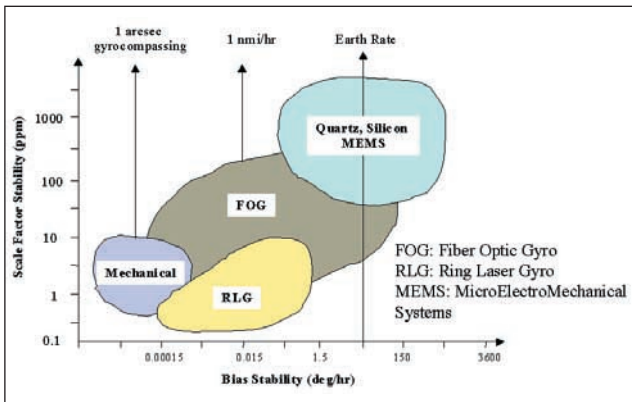 1 arcsec
gyrocompassing
1 nmi/hr
Earth Rate
Scale Factor Stability (ppm)
1000
100
10
1
0.1
Quartz, Silicon
MEMS
FOG
Mechanical
RLG
FOG: Fiber Optic Gyro
RLG: Ring Laser Gyro
MEMS: MicroElectroMechanical
Systems
0.00015
0.015
1.5
150
3600
Bias Stability (deg/hr)